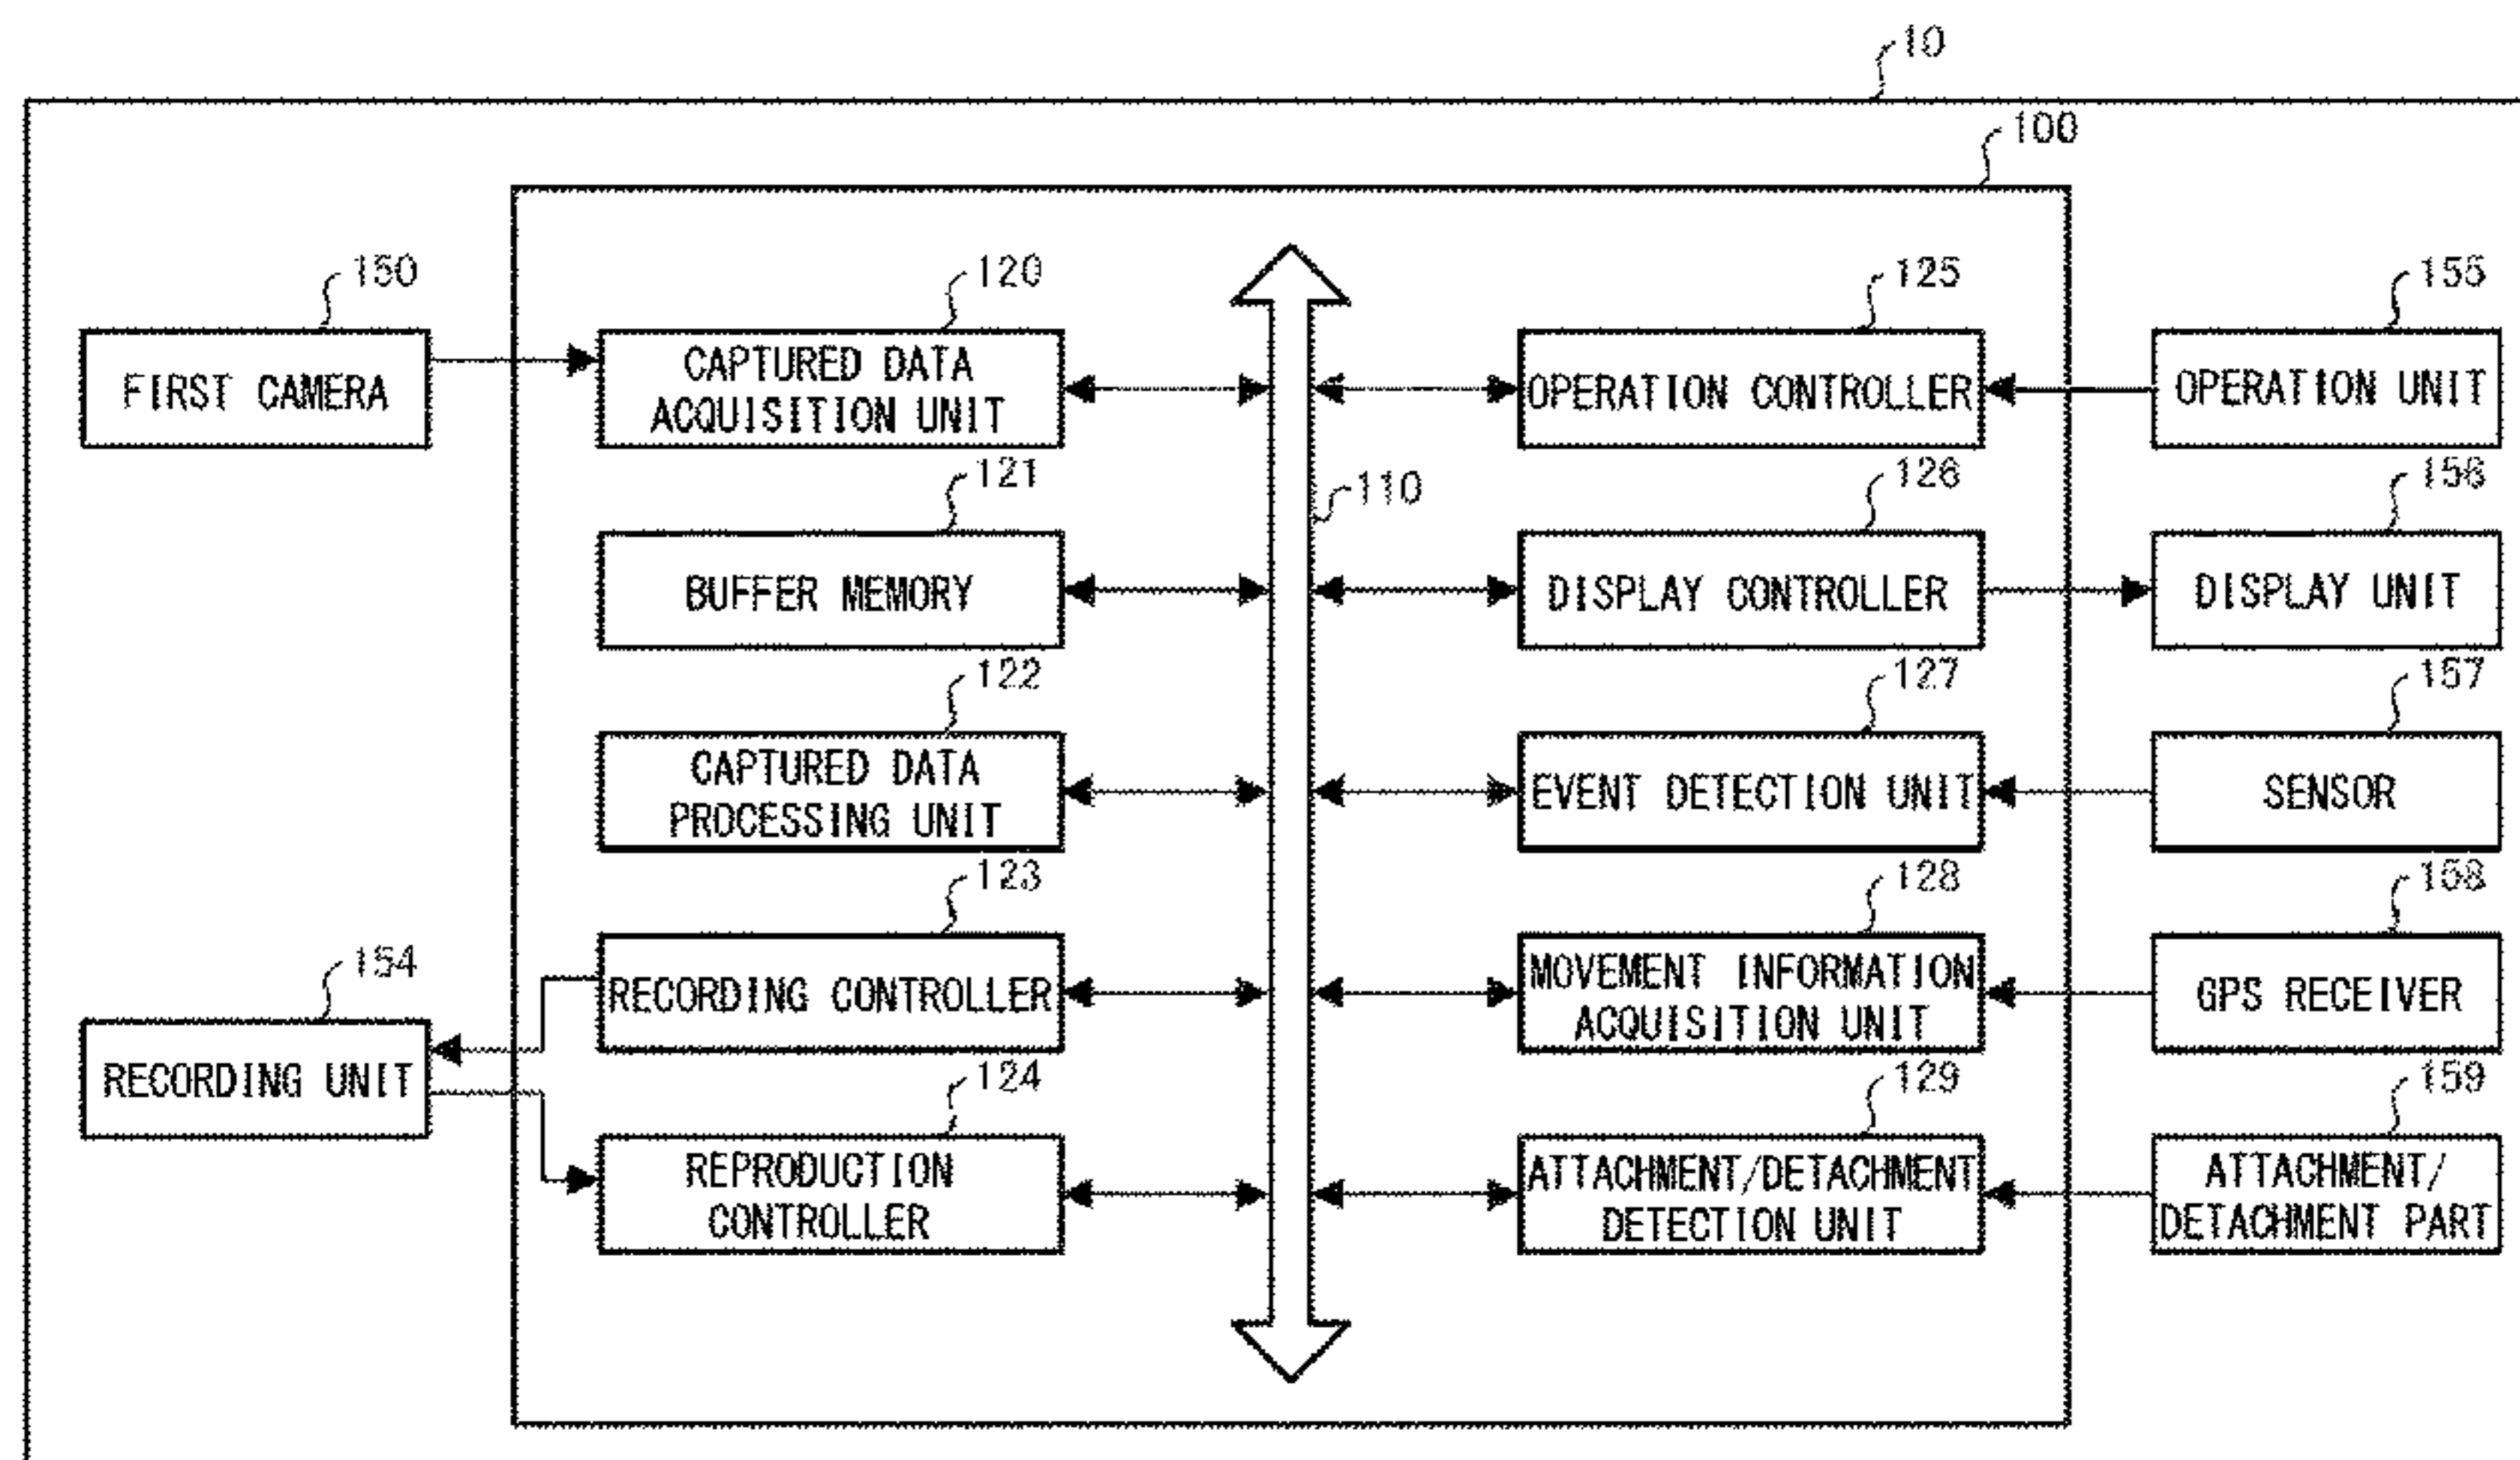 10
100
150
120
125
155
FIRST CAMERA
CAPTURED DATA
ACQUISITION UNIT
OPERATION CONTROLLER
OPERATION UNIT
121
110
126
156
BUFFER MEMORY
DISPLAY CONTROLLER
DISPLAY UNIT
122
127
157
CAPTURED DATA
PROCESSING UNIT
EVENT DETECTION UNIT
SENSOR
123
128
158
154
RECORDING CONTROLLER
MOVEMENT INFORMATION
ACQUISITION UNIT
GPS RECEIVER
RECORDING UNIT
124
129
159
REPRODUCTION
CONTROLLER
ATTACHMENT/DETACHMENT
DETECTION UNIT
ATTACHMENT/
DETACHMENT PART